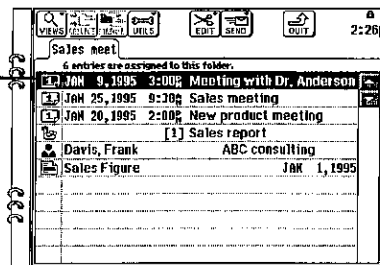 VIEWS UTILS EDIT SEND QUIT 2:26
Sales meet
6 entries are assigned to this folder.
JAN 9,1995 3:00P Meeting with Dr. Anderson
JAN 25,1995 9:30A Sales meeting
JAN 20,1995 2:00P New product meeting
[1] Sales report
Davis, Frank ABC consulting
Sales Figure JAN 1,1995